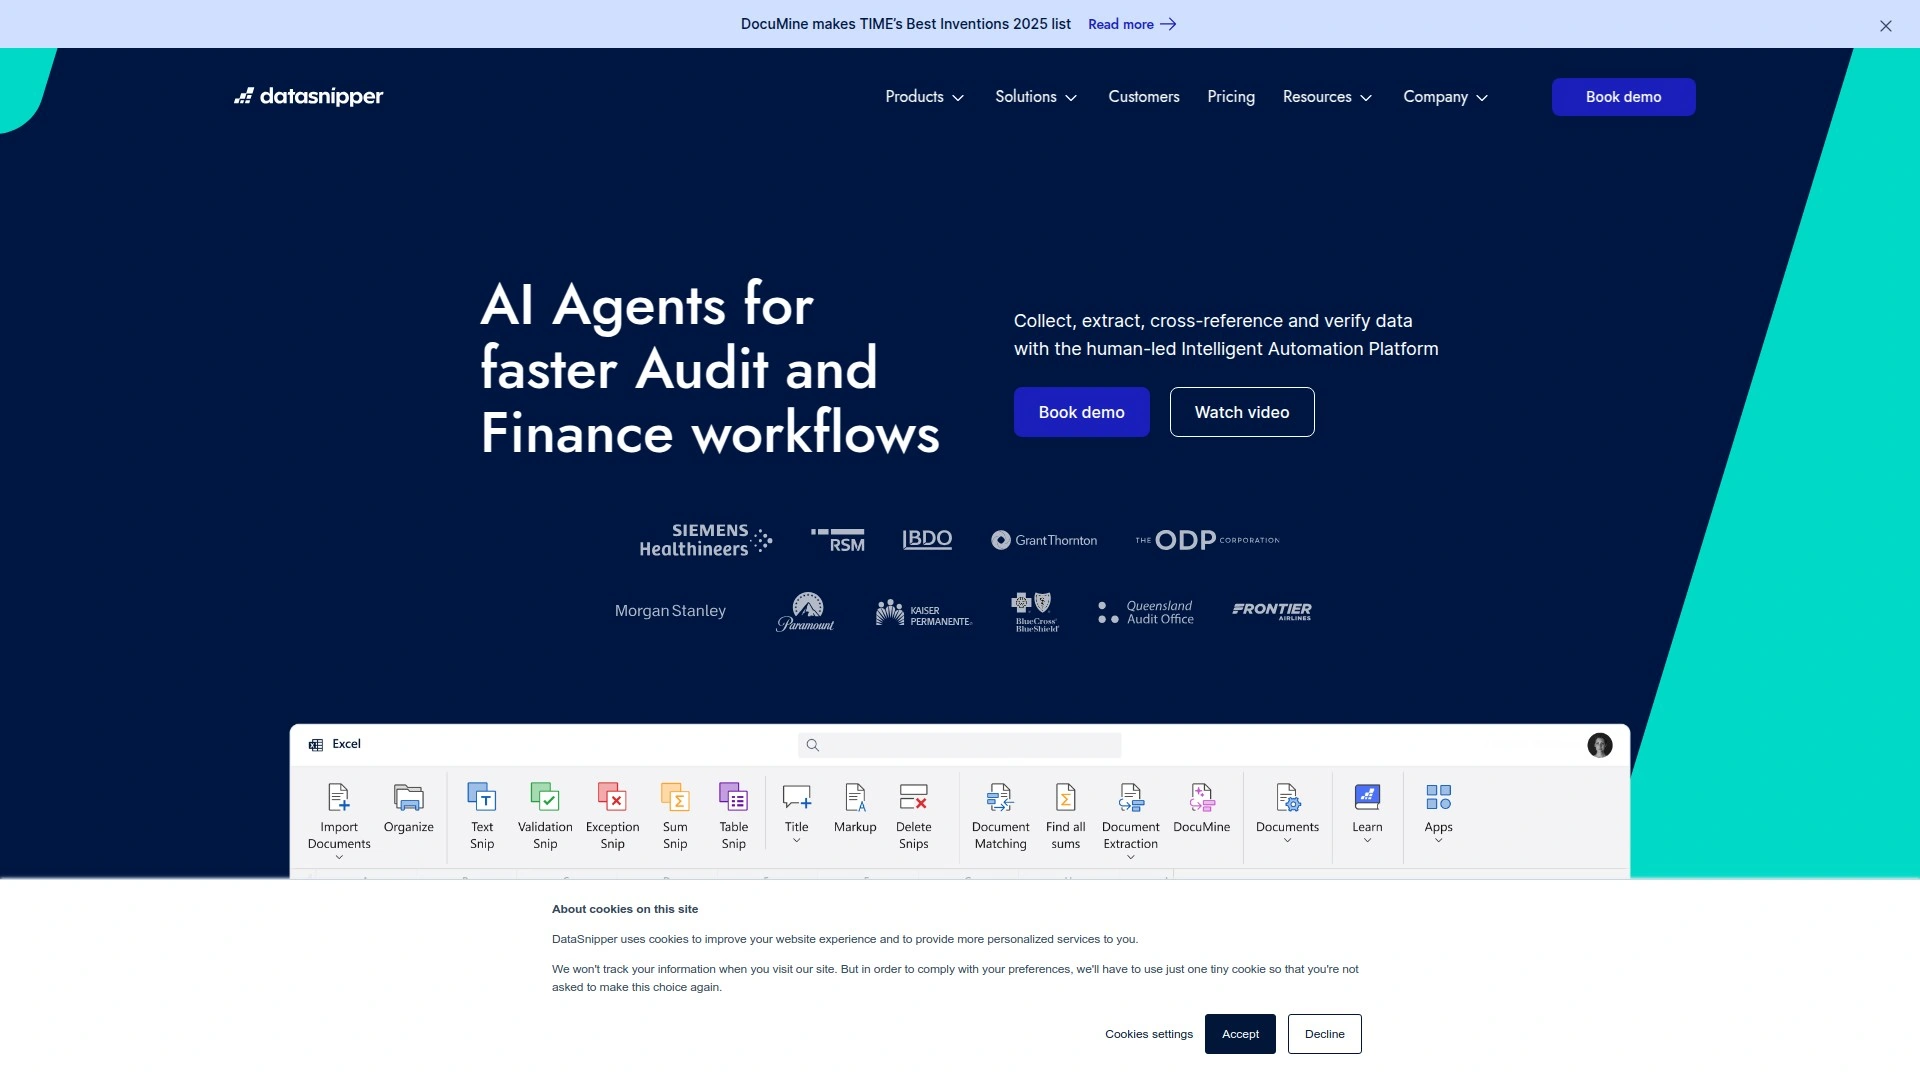 DocuMine makes TIME's Best Inventions 2025 list Read more
datasnipper
Products Solutions Customers Pricing Resources Company Book demo
AI Agents for
faster Audit and
Finance workflows
Collect, extract, cross-reference and verify data
with the human-led Intelligent Automation Platform
Book demo Watch video
SIEMENS
Healthineers
RSM
BDO
GrantThornton
THE ODP CORPORATION
MorganStanley
Paramount
KAISER
PERMANENTE
BlueCross
BlueShield
Queensland
Audit Office
FRONTIER
AIRLINES
Excel
Import
Documents
Organize
Text
Snip
Validation
Snip
Exception
Snip
Sum
Snip
Table
Snip
Title
Markup
Delete
Snips
Document
Matching
Find all
sums
Document
Extraction
DocuMine
Documents
Learn
Apps
About cookies on this site
DataSnipper uses cookies to improve your website experience and to provide more personalized services to you.
We won't track your information when you visit our site. But in order to comply with your preferences, we'll have to use just one tiny cookie so that you're not
asked to make this choice again.
Cookies settings Accept Decline